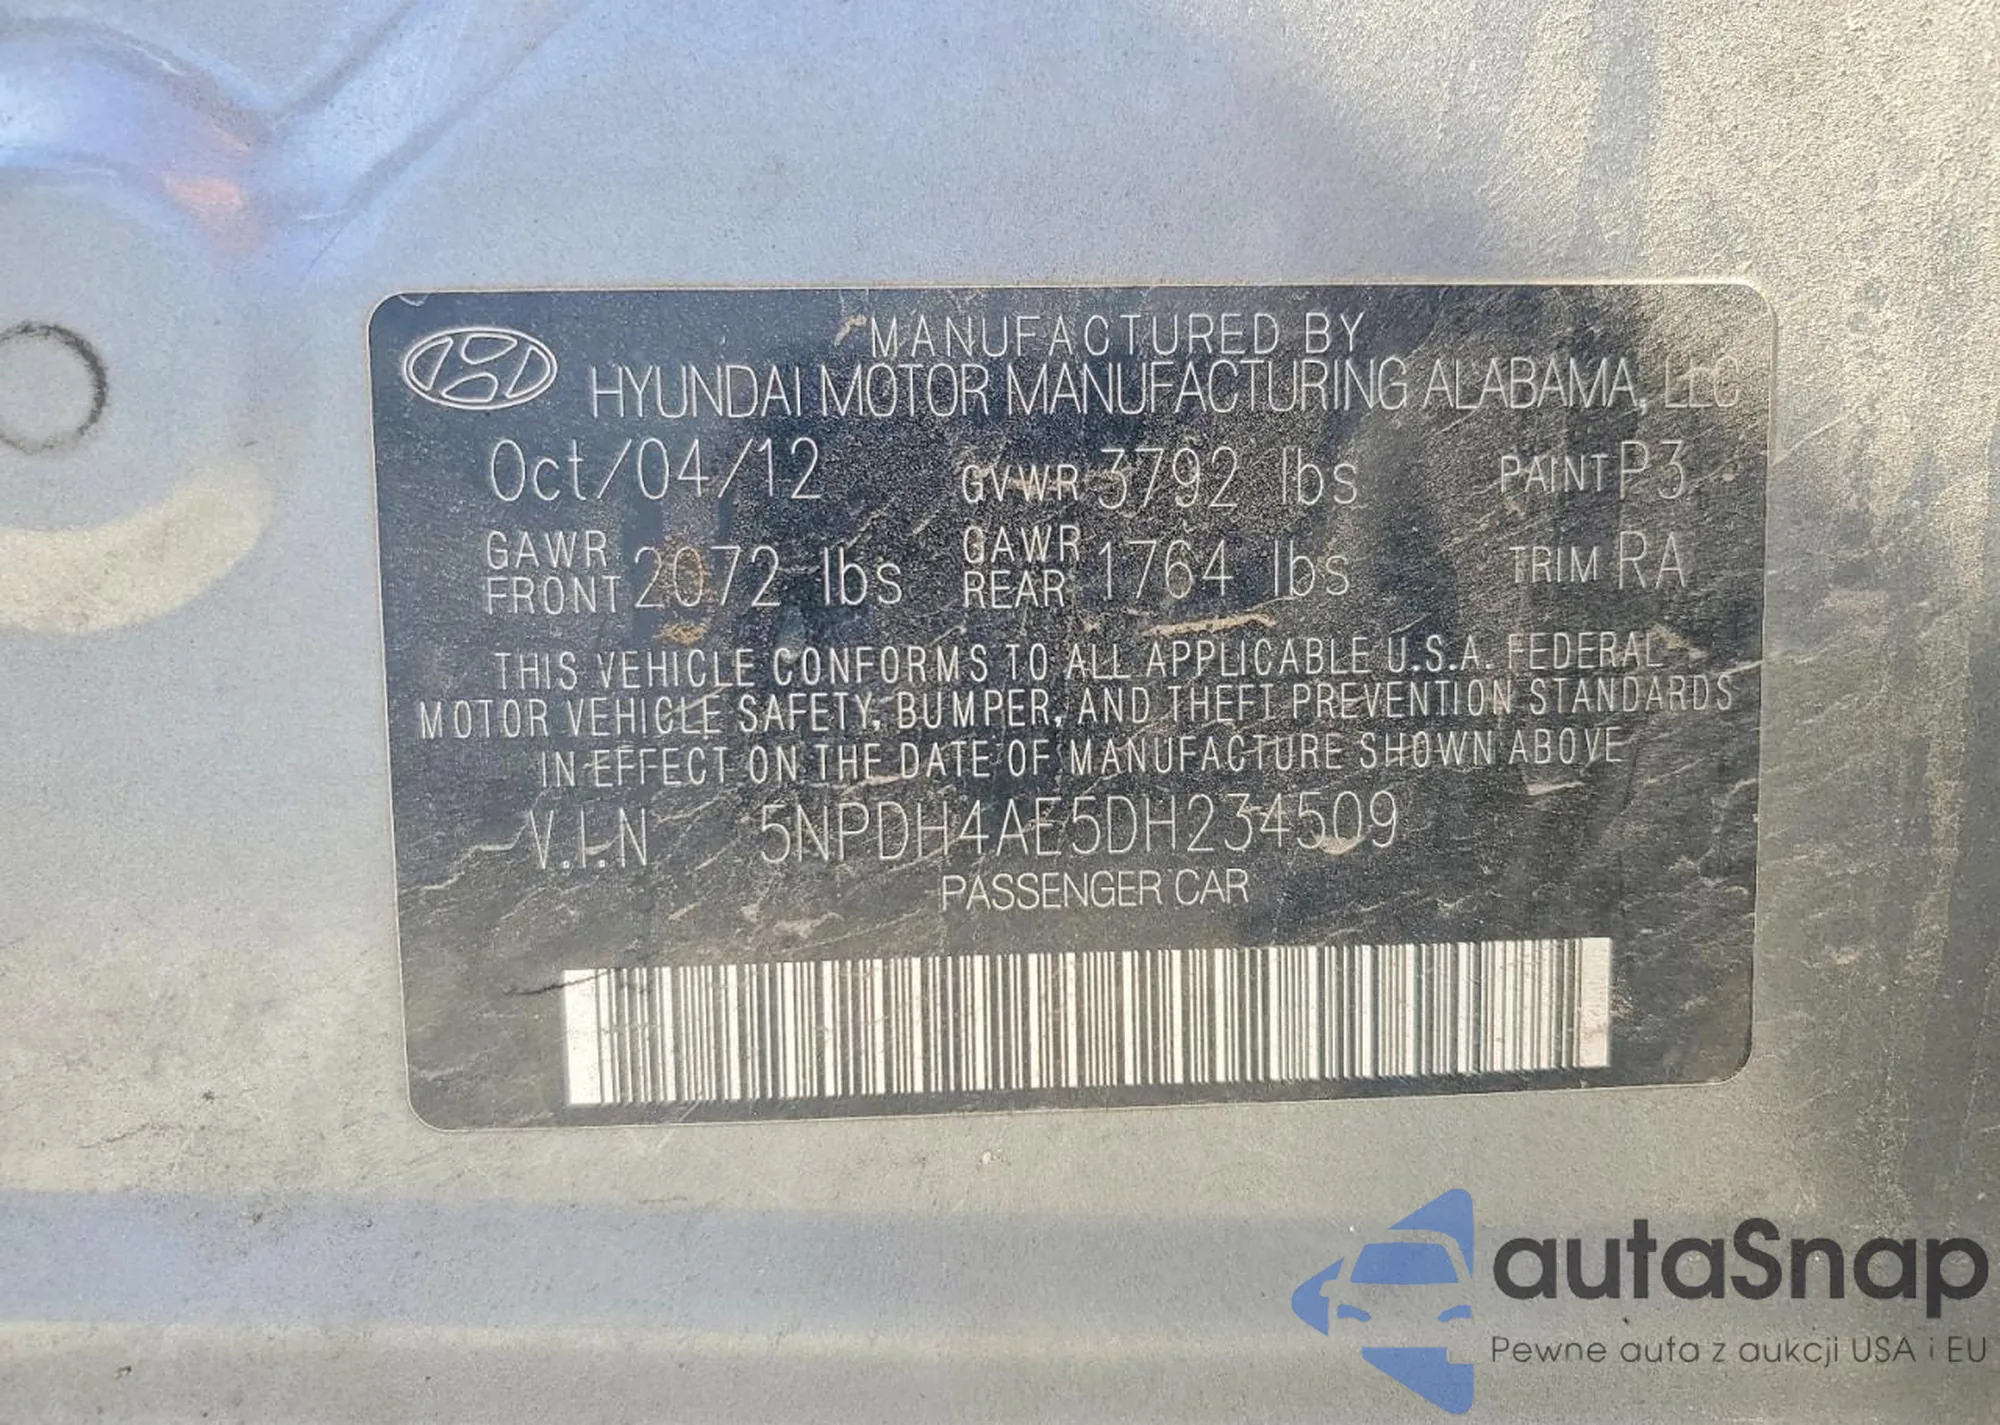 MANUFACTURED BY
HYUNDAI MOTOR MANUFACTURING ALABAMA, LLC
Oct/04/12 GVWR 3792 lbs PAINT P3
GAWR FRONT 2072 lbs GAWR REAR 1764 lbs TRIM RA
THIS VEHICLE CONFORMS TO ALL APPLICABLE U.S.A. FEDERAL
MOTOR VEHICLE SAFETY, BUMPER, AND THEFT PREVENTION STANDARDS
IN EFFECT ON THE DATE OF MANUFACTURE SHOWN ABOVE
V.I.N 5NPDH4AE5DH234509
PASSENGER CAR
autaSnap
Pewne auta z aukcji USA i EU